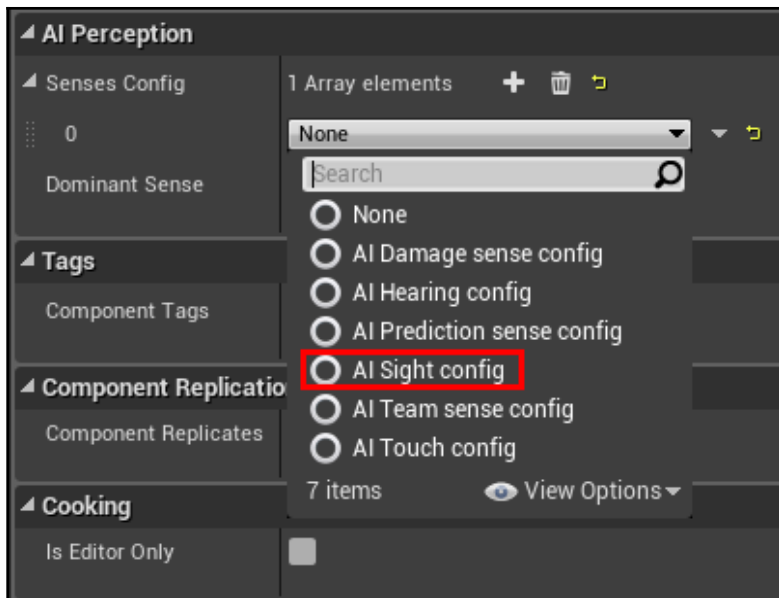 AI Perception
Senses Config 1 Array elements
0 None
Search
Dominant Sense
None
AI Damage sense config
Tags
AI Hearing config
Component Tags
AI Prediction sense config
AI Sight config
Component Replicatio
AI Team sense config
Component Replicates
AI Touch config
7 items View Options
Cooking
Is Editor Only